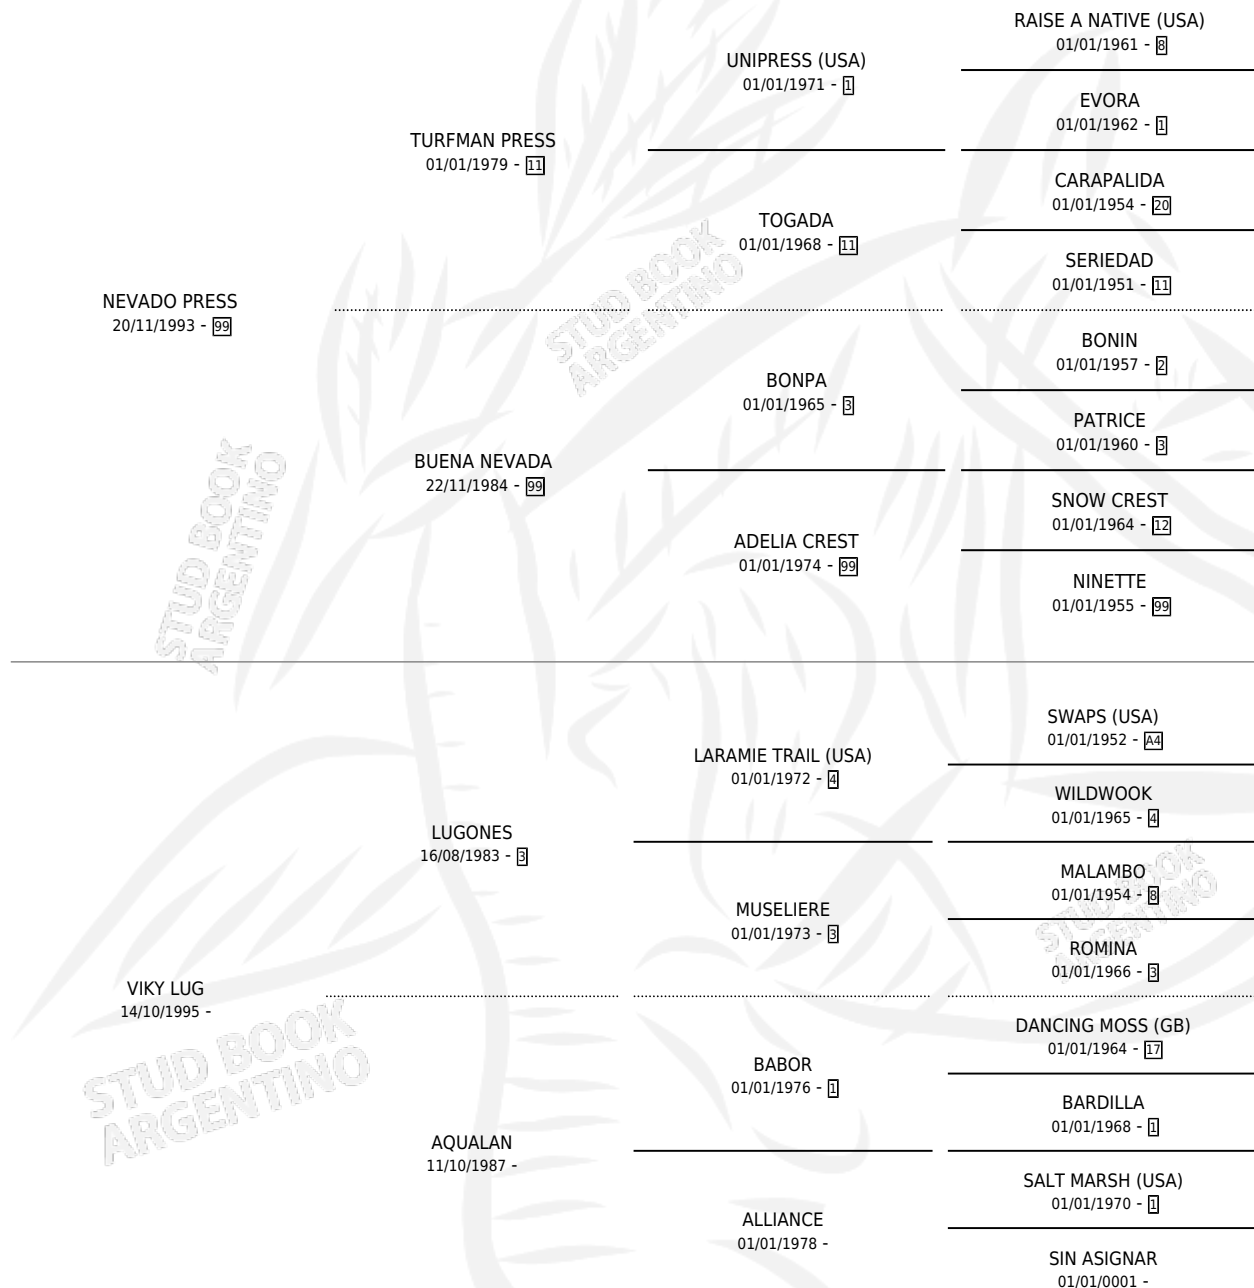 RAISE A NATIVE (USA)
01/01/1961 - 8
UNIPRESS (USA)
01/01/1971 - 1
EVORA
01/01/1962 - 1
TURFMAN PRESS
01/01/1979 - 11
CARAPALIDA
01/01/1954 - 20
TOGADA
01/01/1968 - 11
SERIEDAD
01/01/1951 - 11
NEVADO PRESS
20/11/1993 - 99
BONIN
01/01/1957 - 2
BONPA
01/01/1965 - 3
PATRICE
01/01/1960 - 3
BUENA NEVADA
22/11/1984 - 99
SNOW CREST
01/01/1964 - 12
ADELIA CREST
01/01/1974 - 99
NINETTE
01/01/1955 - 99
SWAPS (USA)
01/01/1952 - A4
LARAMIE TRAIL (USA)
01/01/1972 - 4
WILDWOOK
01/01/1965 - 4
LUGONES
16/08/1983 - 3
MALAMBO
01/01/1954 - 8
MUSELIERE
01/01/1973 - 3
ROMINA
01/01/1966 - 3
VIKY LUG
14/10/1995 -
DANCING MOSS (GB)
01/01/1964 - 17
BABOR
01/01/1976 - 1
BARDILLA
01/01/1968 - 1
AQUALAN
11/10/1987 -
SALT MARSH (USA)
01/01/1970 - 1
ALLIANCE
01/01/1978 -
SIN ASIGNAR
01/01/0001 -
STUD BOOK
ARGENTINO
STUD BOOK
ARGENTINO
STUD BOOK
ARGENTINO
STUD BOOK
ARGENTINO